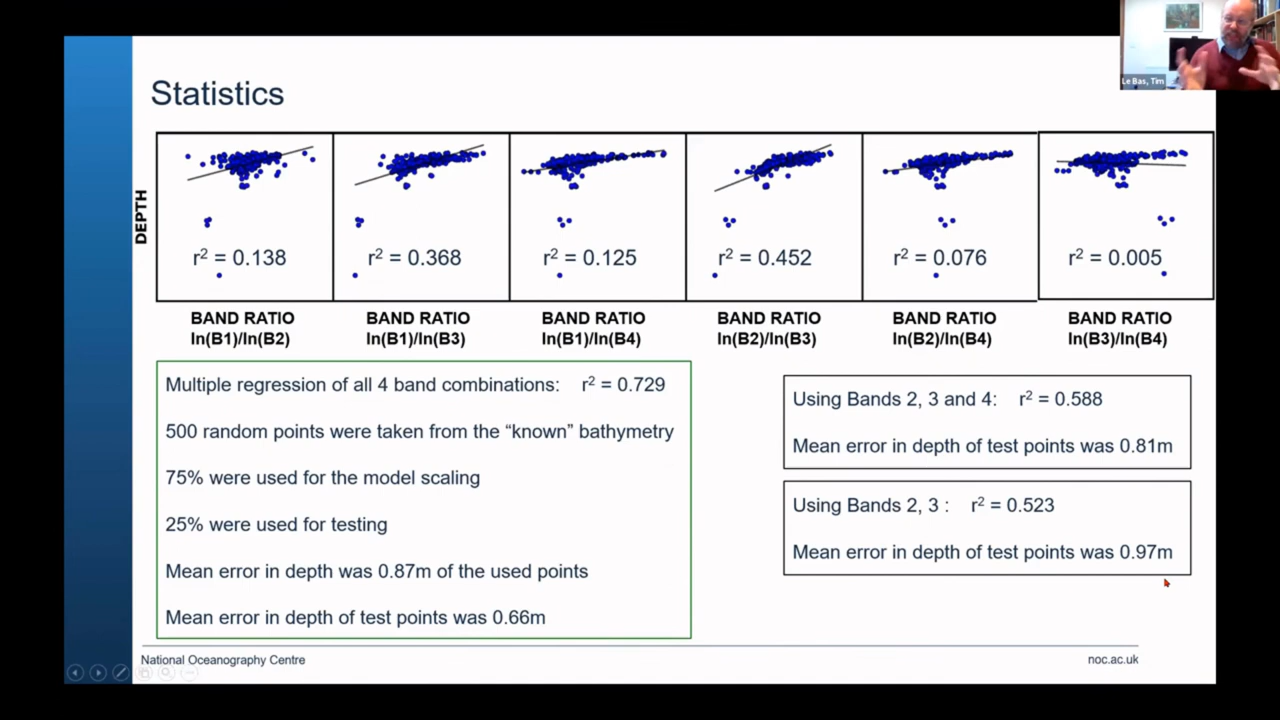 Le Bas, Tim
Statistics
DEPTH
r² = 0.138
r² = 0.368
r² = 0.125
r² = 0.452
r² = 0.076
r² = 0.005
BAND RATIO
ln(B1)/ln(B2)
BAND RATIO
ln(B1)/ln(B3)
BAND RATIO
ln(B1)/ln(B4)
BAND RATIO
ln(B2)/ln(B3)
BAND RATIO
ln(B2)/ln(B4)
BAND RATIO
ln(B3)/ln(B4)
Multiple regression of all 4 band combinations: r² = 0.729
500 random points were taken from the “known” bathymetry
75% were used for the model scaling
25% were used for testing
Mean error in depth was 0.87m of the used points
Mean error in depth of test points was 0.66m
Using Bands 2, 3 and 4: r² = 0.588
Mean error in depth of test points was 0.81m
Using Bands 2, 3 : r² = 0.523
Mean error in depth of test points was 0.97m
National Oceanography Centre
noc.ac.uk